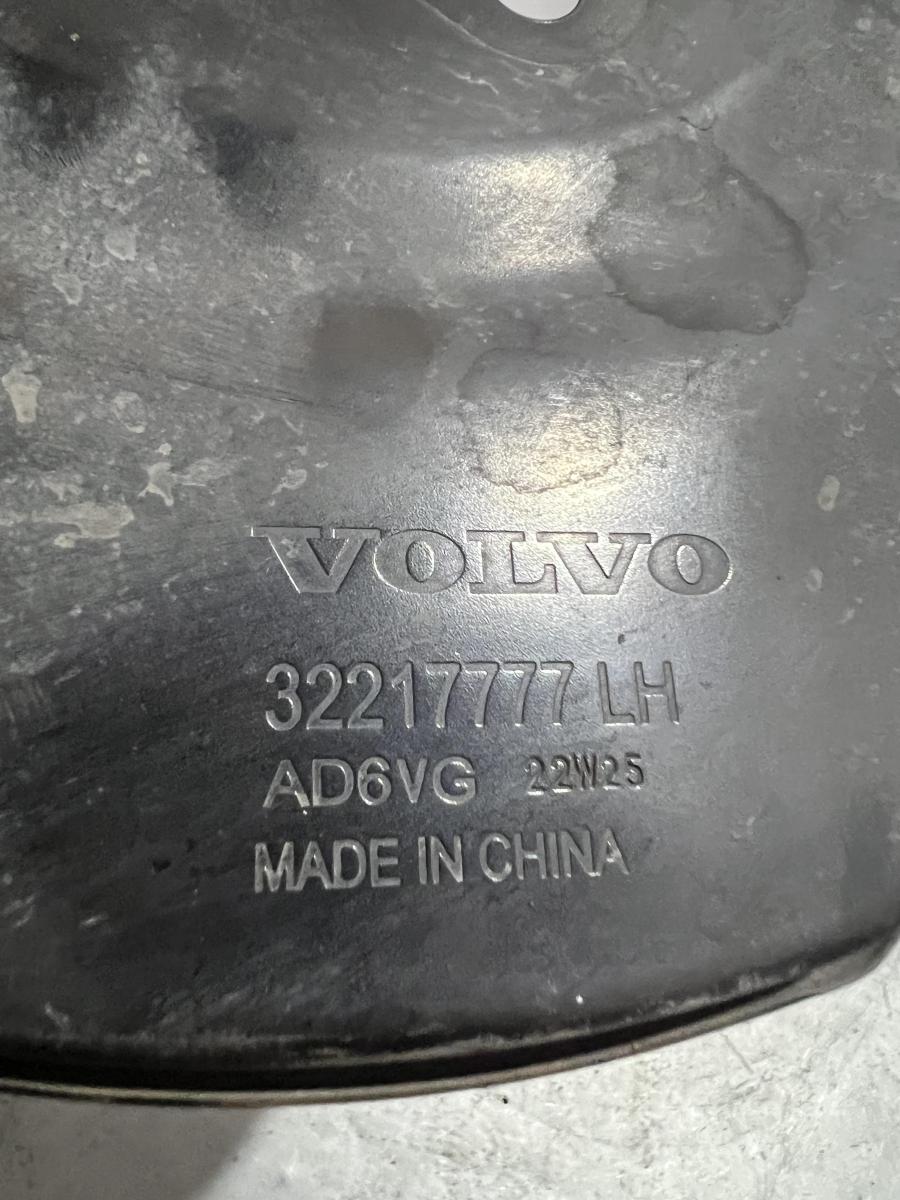 VOLVO
32217777 LH
AD6VG 22W25
MADE IN CHINA